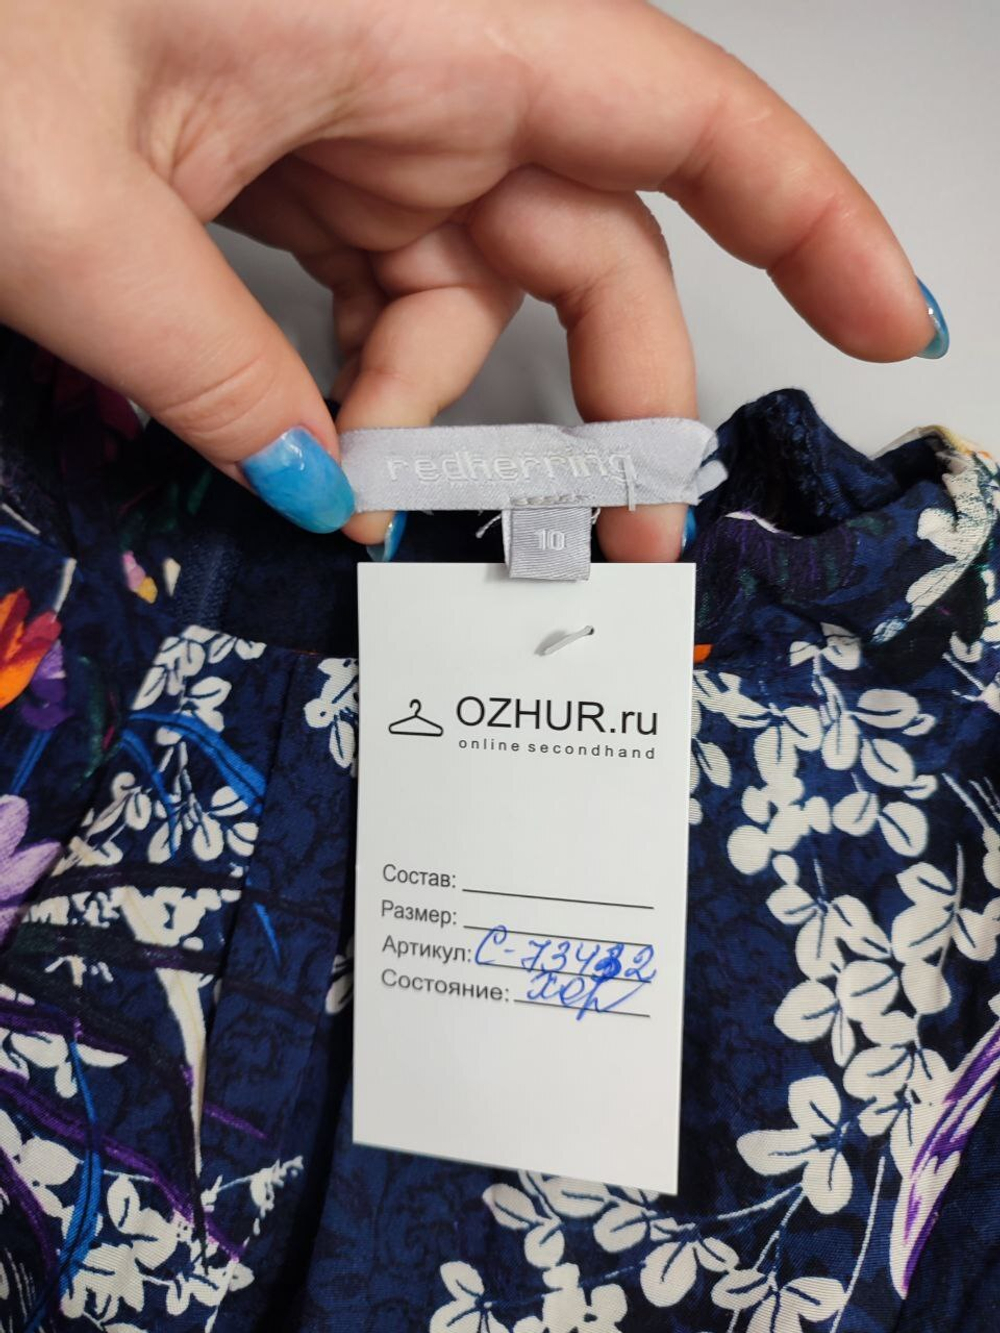 redherring
10
OZHUR.ru
online secondhand
Состав:
Размер:
Артикул: С-73432
Состояние: хор